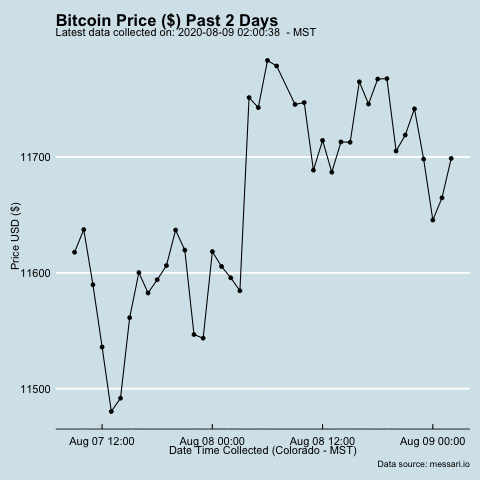 Bitcoin Price ($) Past 2 Days
Latest data collected on: 2020-08-09 02:00:38 - MST
11700
11600
11500
Price USD ($)
Aug 07 12:00 Aug 08 00:00 Aug 08 12:00 Aug 09 00:00
Date Time Collected (Colorado - MST)
Data source: messari.io